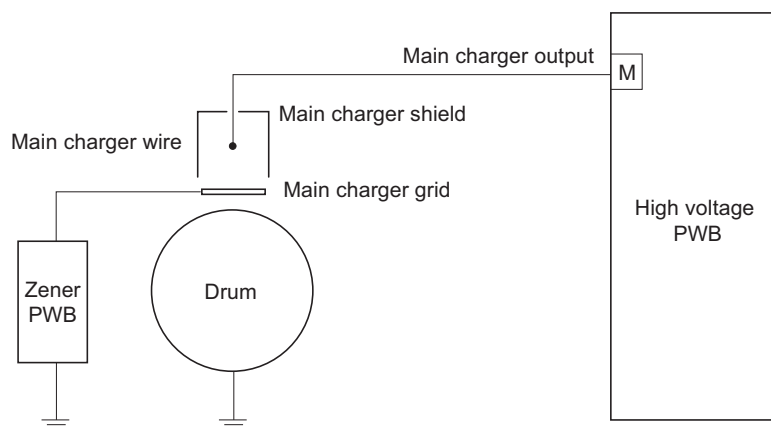 Main charger output
M
Main charger shield
Main charger wire
Main charger grid
High voltage
PWB
Zener
PWB
Drum